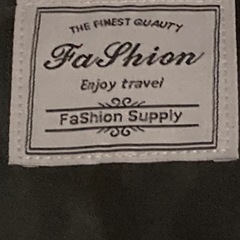 THE FINEST QUAUTY
FaShion
Enjoy travel
FaShion Supply